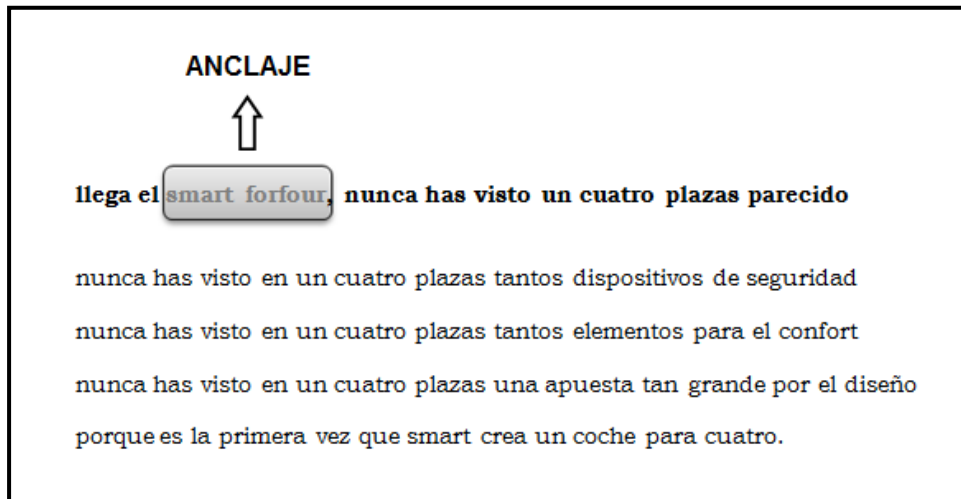 ANCLAJE
llega el smart forfour, nunca has visto un cuatro plazas parecido
nunca has visto en un cuatro plazas tantos dispositivos de seguridad
nunca has visto en un cuatro plazas tantos elementos para el confort
nunca has visto en un cuatro plazas una apuesta tan grande por el diseño
porque es la primera vez que smart crea un coche para cuatro.